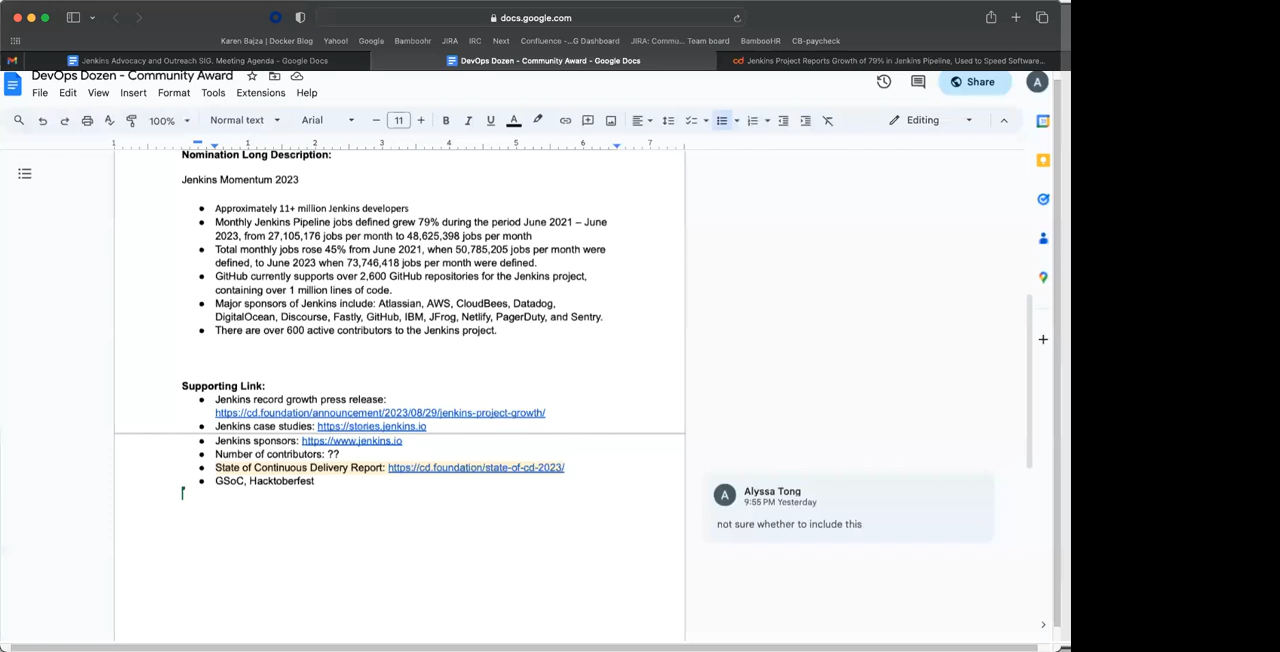 docs.google.com
Karen Bajza | Docker Blog Yahoo! Google Bamboohr JIRA IRC Next Confluence -...G Dashboard JIRA: Commu... Team board BambooHR CB-paycheck
Jenkins Advocacy and Outreach SIG. Meeting Agenda - Google Docs
DevOps Dozen - Community Award - Google Docs
Jenkins Project Reports Growth of 79% in Jenkins Pipeline, Used to Speed Software...
DevOps Dozen - Community Award
Share
A
File Edit View Insert Format Tools Extensions Help
100% Normal text Arial 11 B I U A Editing
1 1 2 3 4 5 6 7
Nomination Long Description:
Jenkins Momentum 2023
● Approximately 11+ million Jenkins developers
● Monthly Jenkins Pipeline jobs defined grew 79% during the period June 2021 – June
2023, from 27,105,176 jobs per month to 48,625,398 jobs per month
● Total monthly jobs rose 45% from June 2021, when 50,785,205 jobs per month were
defined, to June 2023 when 73,746,418 jobs per month were defined.
● GitHub currently supports over 2,600 GitHub repositories for the Jenkins project,
containing over 1 million lines of code.
● Major sponsors of Jenkins include: Atlassian, AWS, CloudBees, Datadog,
DigitalOcean, Discourse, Fastly, GitHub, IBM, JFrog, Netlify, PagerDuty, and Sentry.
● There are over 600 active contributors to the Jenkins project.
Supporting Link:
● Jenkins record growth press release:
https://cd.foundation/announcement/2023/08/29/jenkins-project-growth/
● Jenkins case studies: https://stories.jenkins.io
● Jenkins sponsors: https://www.jenkins.io
● Number of contributors: ??
● State of Continuous Delivery Report: https://cd.foundation/state-of-cd-2023/
● GSoC, Hacktoberfest
A
Alyssa Tong
9:55 PM Yesterday
not sure whether to include this